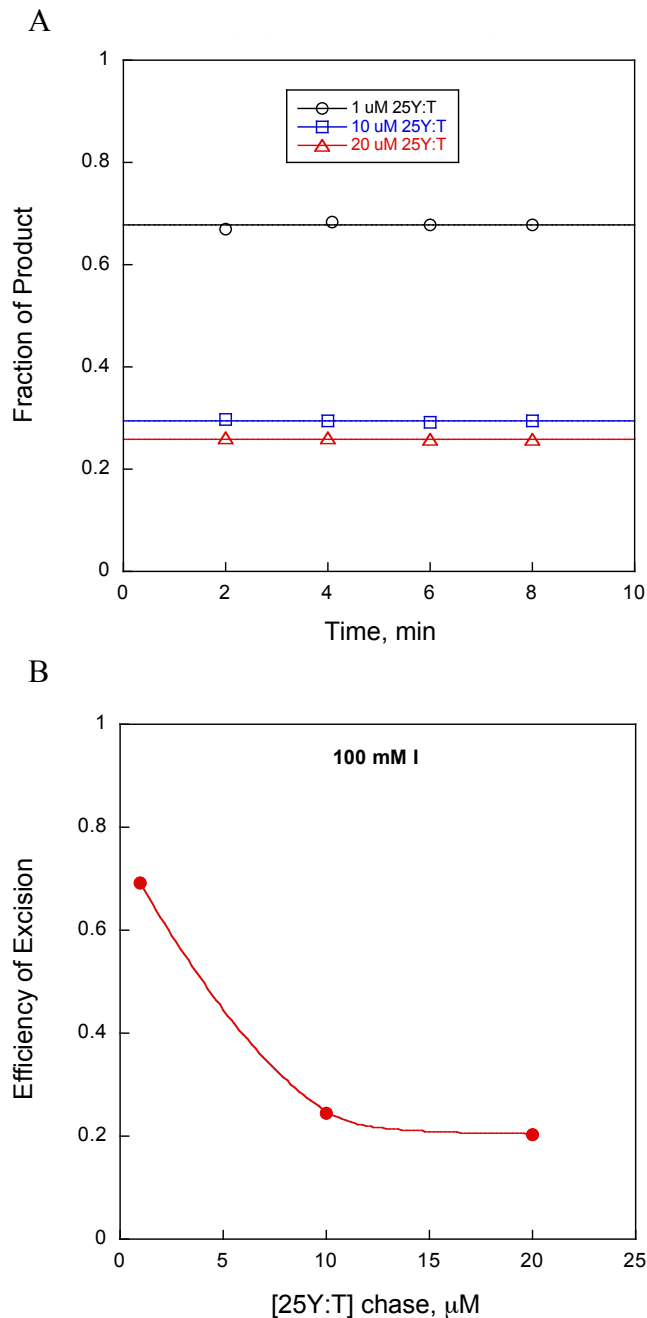 A
1
0.8
0.6
0.4
0.2
0
Fraction of Product
1 uM 25Y:T
10 uM 25Y:T
20 uM 25Y:T
0 2 4 6 8 10
Time, min
B
100 mM I
1
0.8
0.6
0.4
0.2
0
Efficiency of Excision
0 5 10 15 20 25
[25Y:T] chase, μM